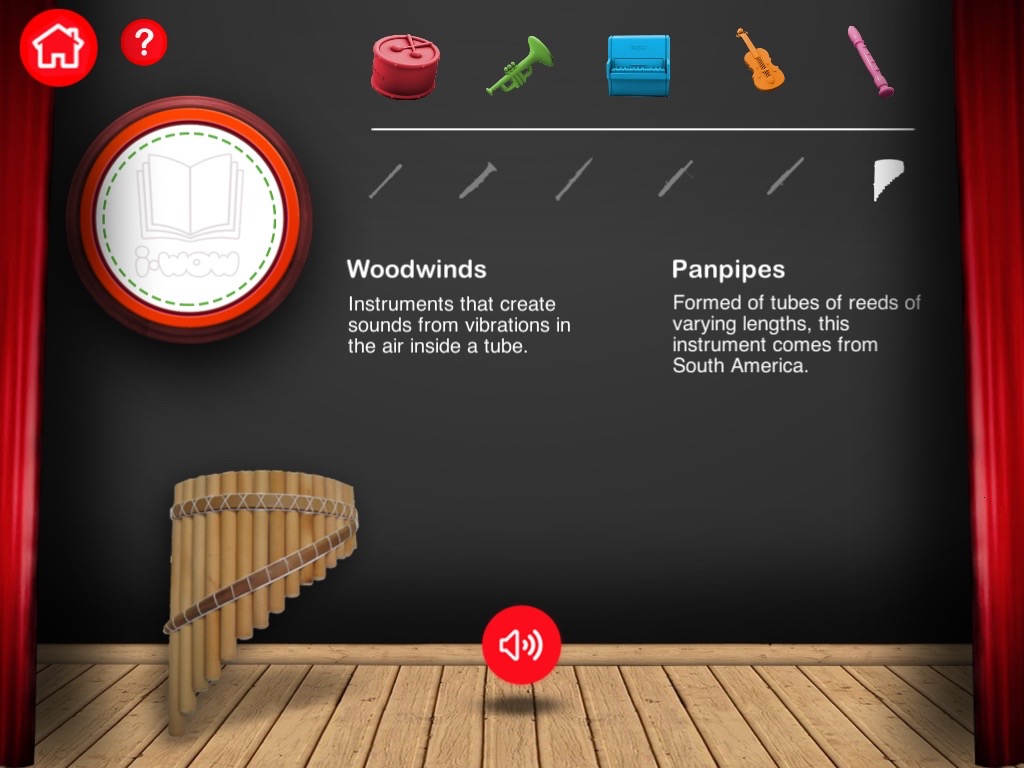 ?
i-wow
Woodwinds
Instruments that create
sounds from vibrations in
the air inside a tube.
Panpipes
Formed of tubes of reeds of
varying lengths, this
instrument comes from
South America.